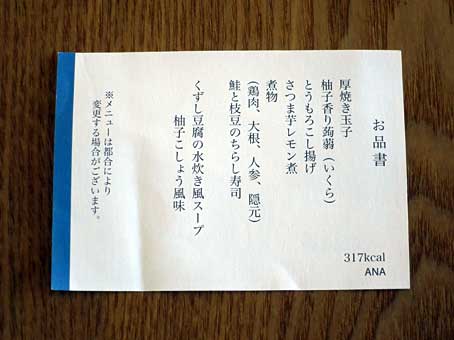 お品書
厚焼き玉子
柚子香り蒟蒻（いくら）
とうもろこし揚げ
さつま芋レモン煮
煮物
（鶏肉、大根、人参、隠元）
鮭と枝豆のちらし寿司
くずし豆腐の水炊き風スープ
柚子こしょう風味
※メニューは都合により
変更する場合がございます。
317kcal
ANA